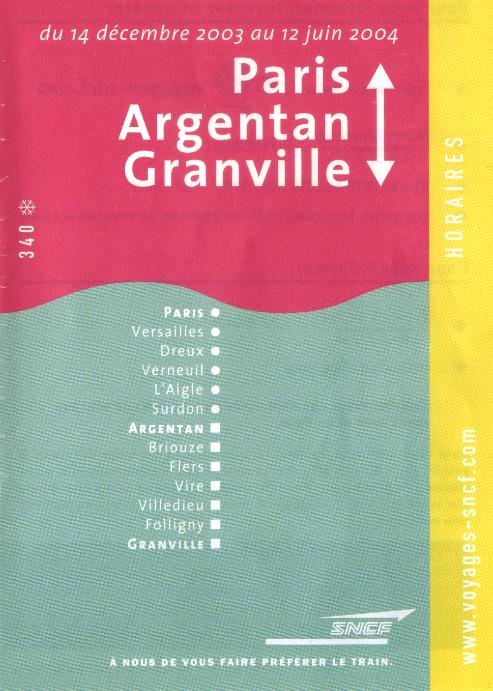 du 14 décembre 2003 au 12 juin 2004
Paris
Argentan
Granville
HORAIRES
340
PARIS
Versailles
Dreux
Verneuil
L'Aigle
Surdon
ARGENTAN
Briouze
Flers
Vire
Villedieu
Folligny
GRANVILLE
www.voyages-sncf.com
SNCF
À NOUS DE VOUS FAIRE PRÉFÉRER LE TRAIN.